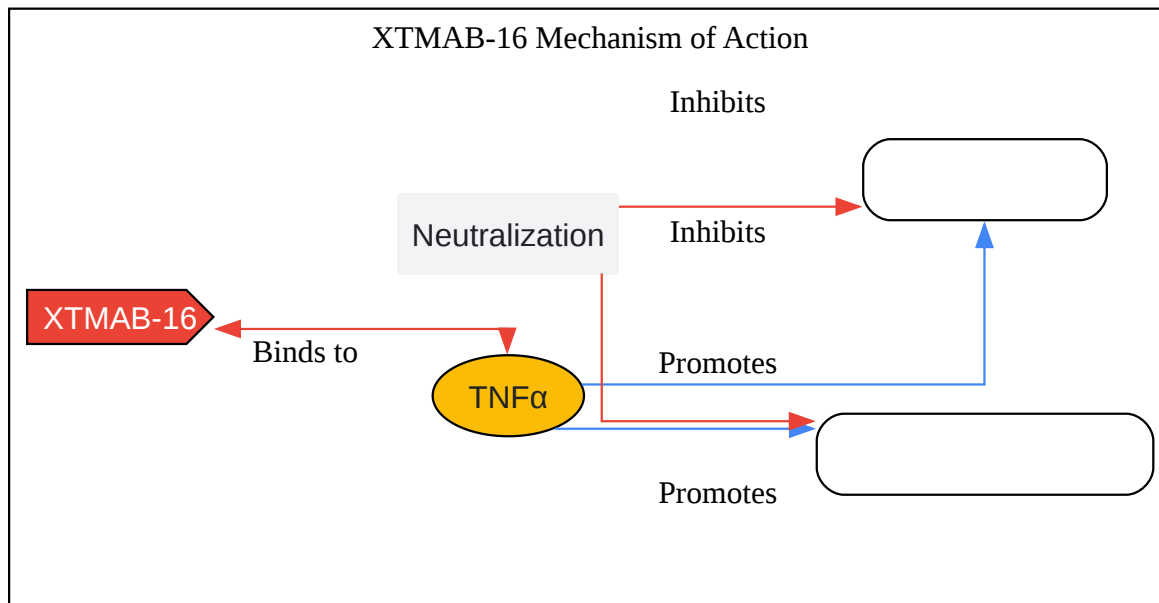 XTMAB-16 Mechanism of Action
Inhibits
Neutralization
Inhibits
XTMAB-16
Binds to
Promotes
TNFα
Promotes